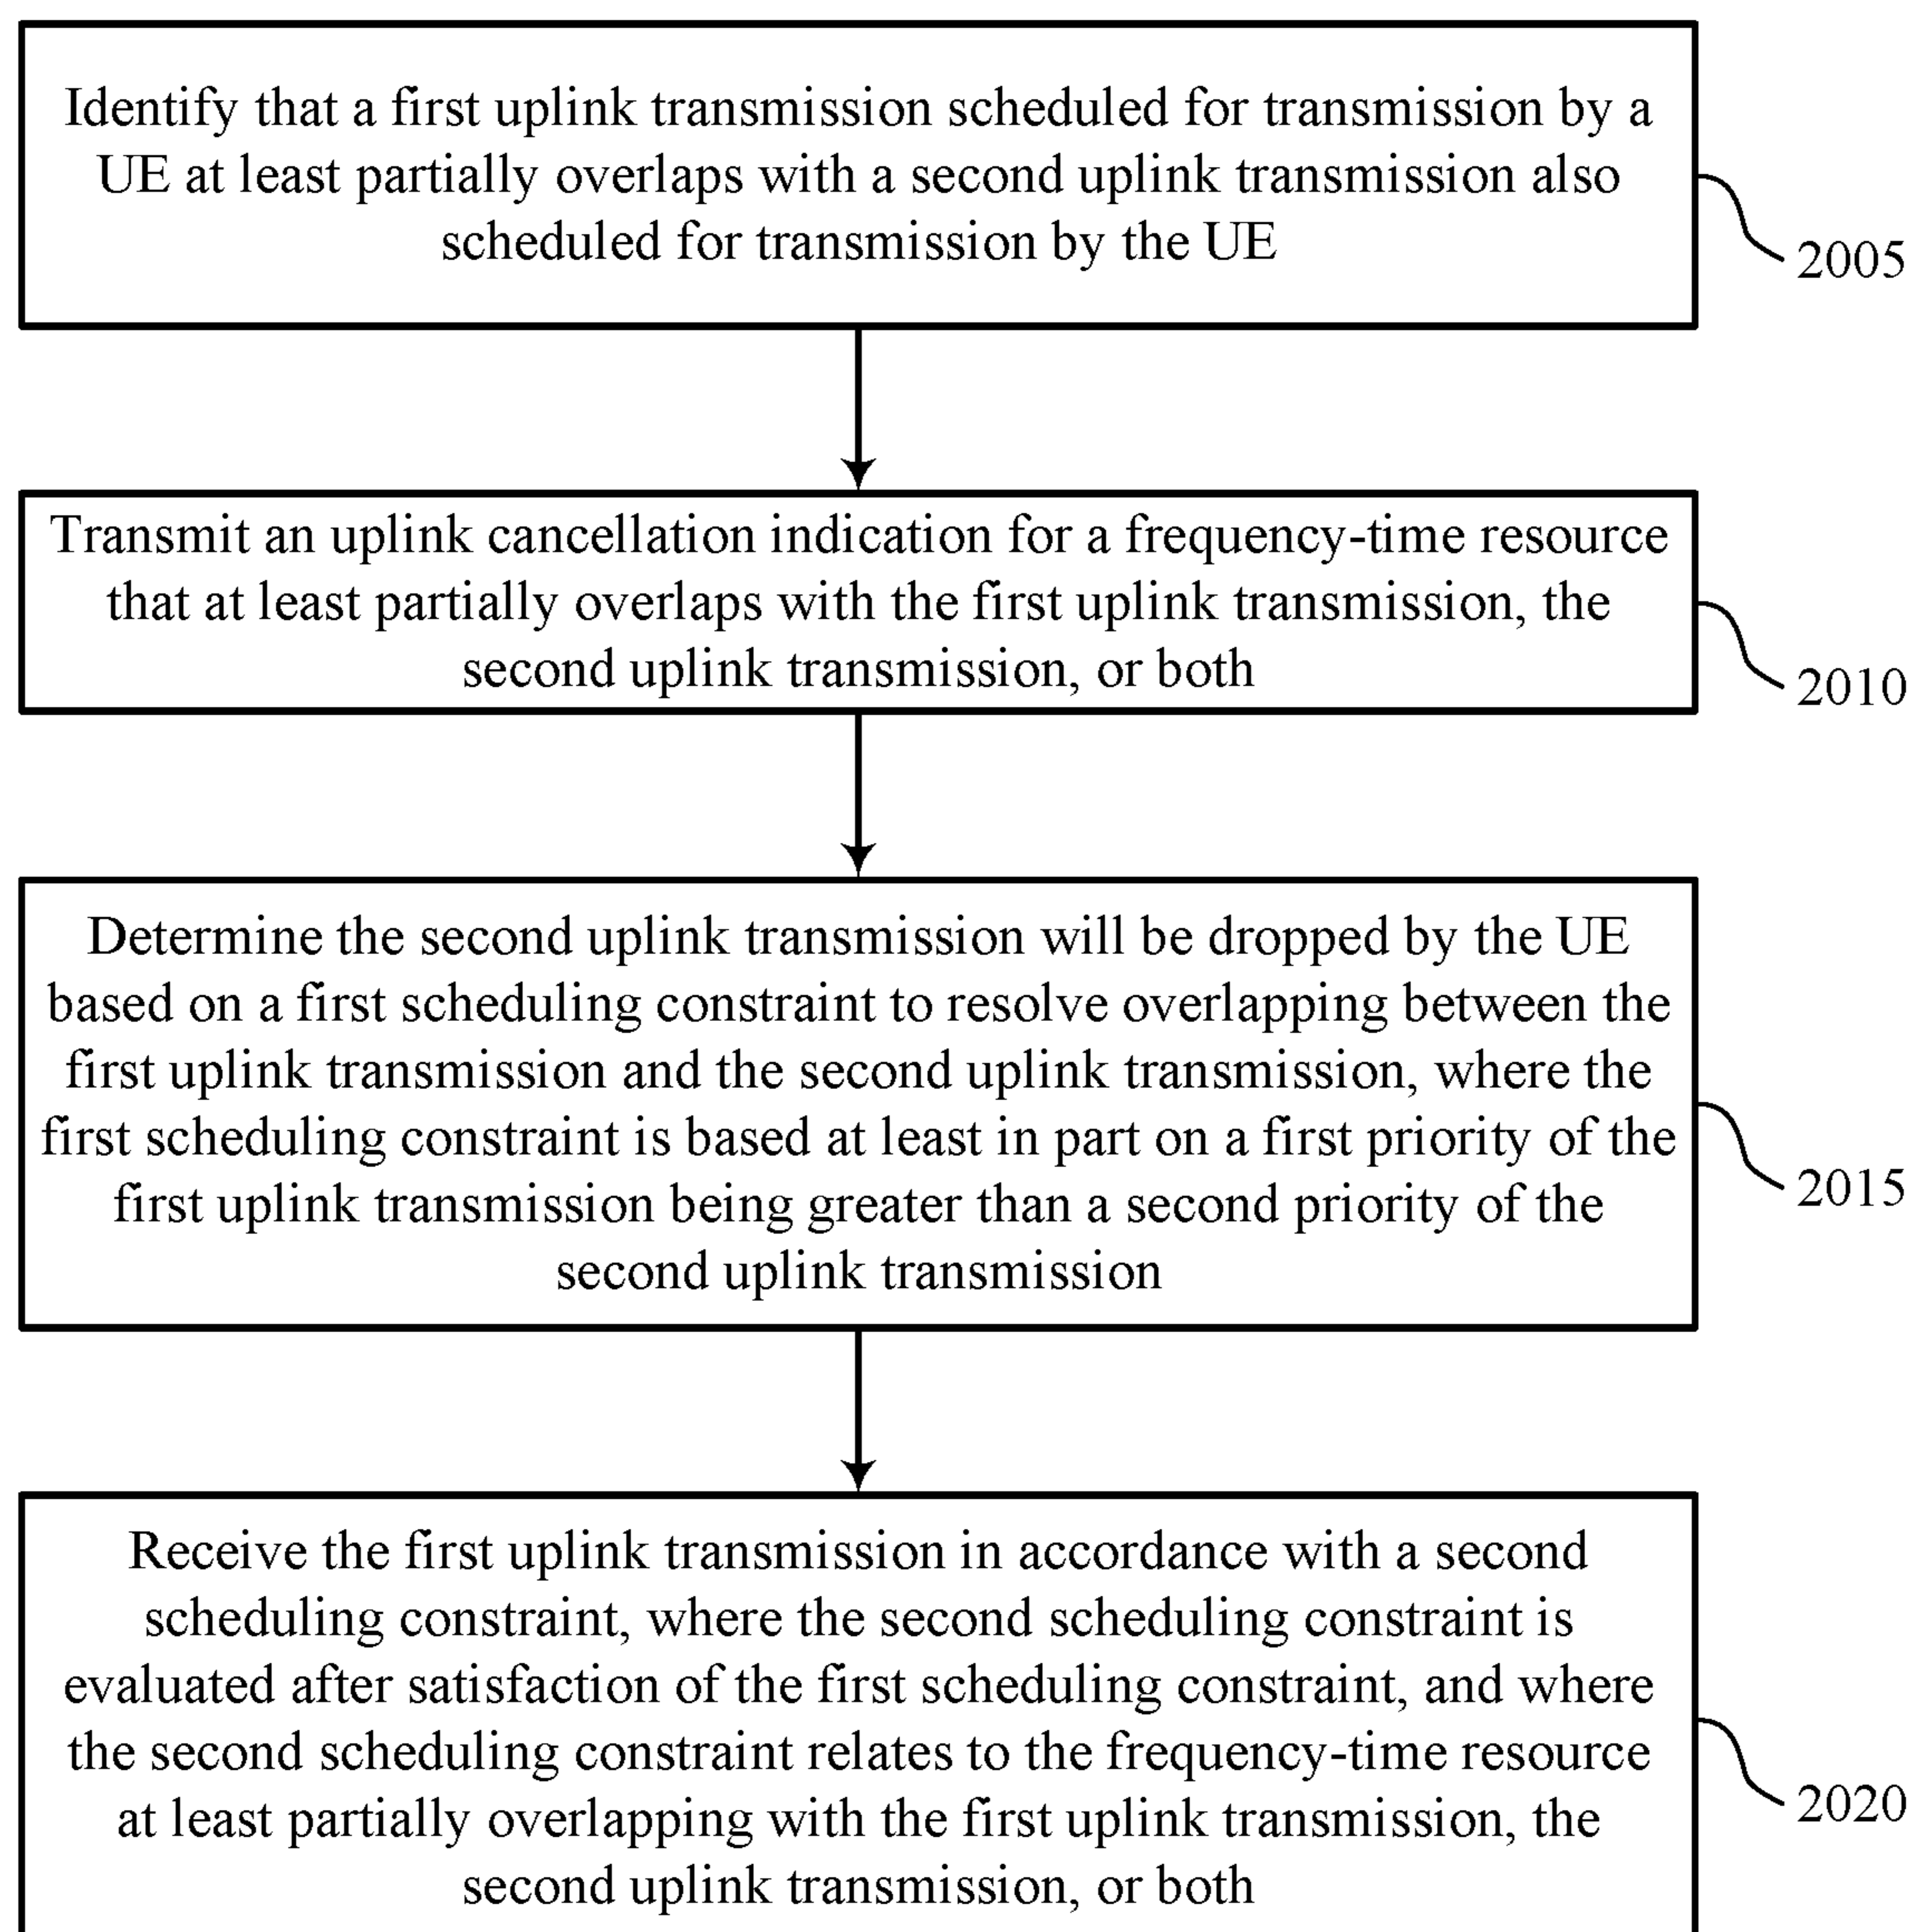 Identify that a first uplink transmission scheduled for transmission by a
UE at least partially overlaps with a second uplink transmission also
scheduled for transmission by the UE
2005
Transmit an uplink cancellation indication for a frequency-time resource
that at least partially overlaps with the first uplink transmission, the
second uplink transmission, or both
2010
Determine the second uplink transmission will be dropped by the UE
based on a first scheduling constraint to resolve overlapping between the
first uplink transmission and the second uplink transmission, where the
first scheduling constraint is based at least in part on a first priority of the
first uplink transmission being greater than a second priority of the
second uplink transmission
2015
Receive the first uplink transmission in accordance with a second
scheduling constraint, where the second scheduling constraint is
evaluated after satisfaction of the first scheduling constraint, and where
the second scheduling constraint relates to the frequency-time resource
at least partially overlapping with the first uplink transmission, the
second uplink transmission, or both
2020